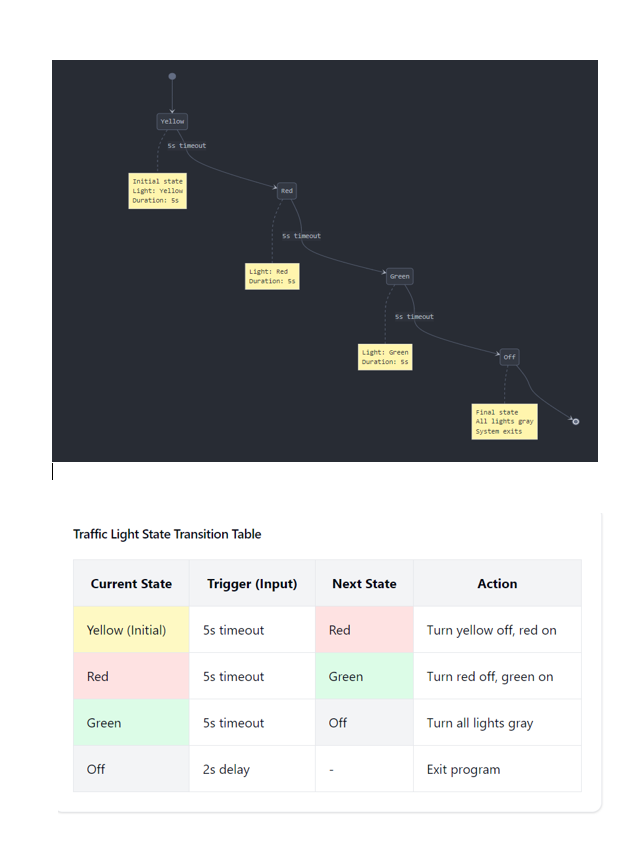 Yellow
5s timeout
Initial state
Light: Yellow
Duration: 5s
Red
5s timeout
Light: Red
Duration: 5s
Green
5s timeout
Light: Green
Duration: 5s
Off
Final state
All lights gray
System exits
Traffic Light State Transition Table
Current State Trigger (Input) Next State Action
Yellow (Initial) 5s timeout Red Turn yellow off, red on
Red 5s timeout Green Turn red off, green on
Green 5s timeout Off Turn all lights gray
Off 2s delay - Exit program